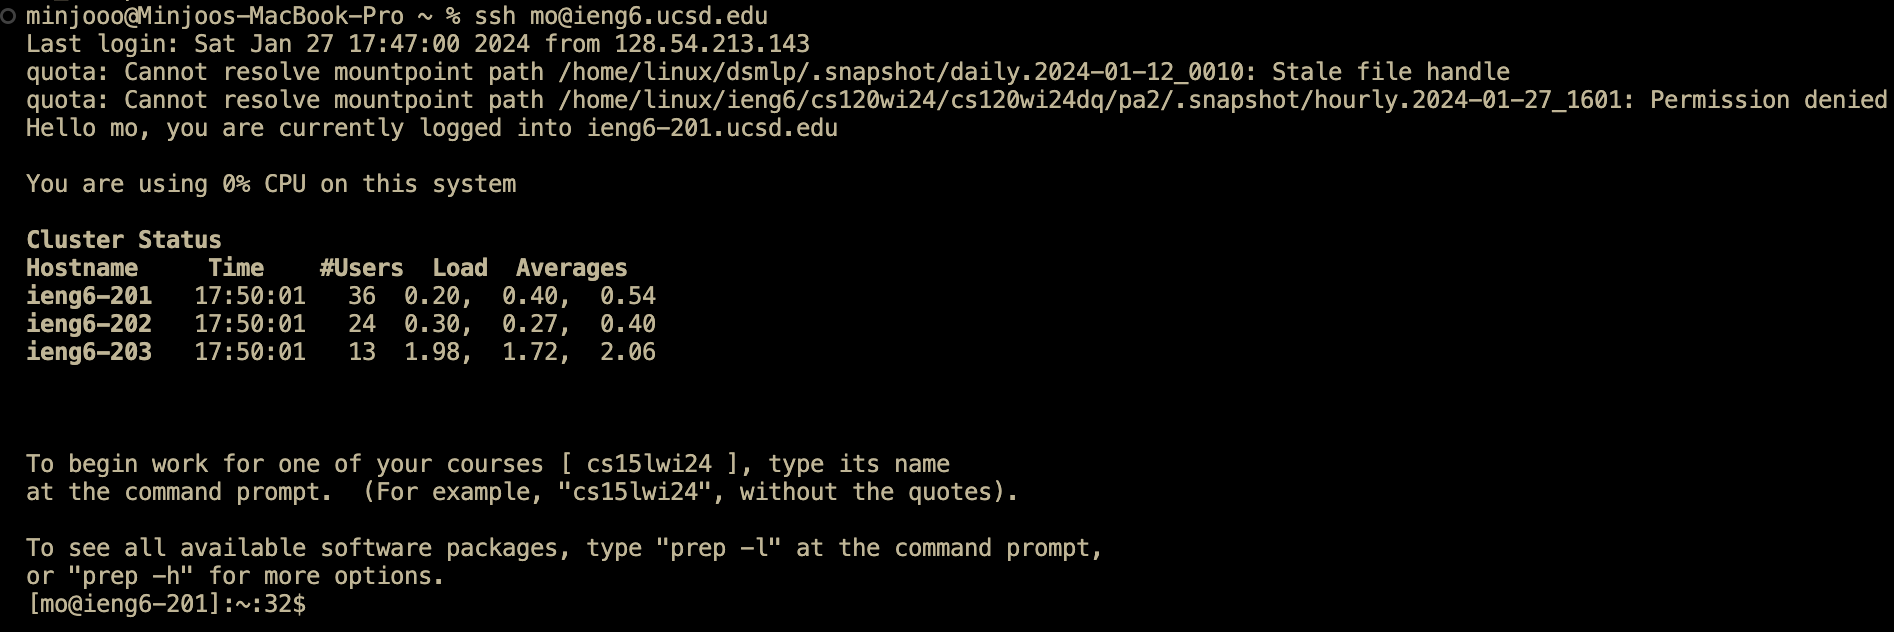 minjooo@Minjoos-MacBook-Pro ~ % ssh mo@ieng6.ucsd.edu
Last login: Sat Jan 27 17:47:00 2024 from 128.54.213.143
quota: Cannot resolve mountpoint path /home/linux/dsmlp/.snapshot/daily.2024-01-12_0010: Stale file handle
quota: Cannot resolve mountpoint path /home/linux/ieng6/cs120wi24/cs120wi24dq/pa2/.snapshot/hourly.2024-01-27_1601: Permission denied
Hello mo, you are currently logged into ieng6-201.ucsd.edu

You are using 0% CPU on this system

Cluster Status
Hostname     Time    #Users  Load  Averages
ieng6-201   17:50:01   36  0.20,  0.40,  0.54
ieng6-202   17:50:01   24  0.30,  0.27,  0.40
ieng6-203   17:50:01   13  1.98,  1.72,  2.06

To begin work for one of your courses [ cs15lwi24 ], type its name
at the command prompt.  (For example, "cs15lwi24", without the quotes).

To see all available software packages, type "prep -l" at the command prompt,
or "prep -h" for more options.
[mo@ieng6-201]:~:32$